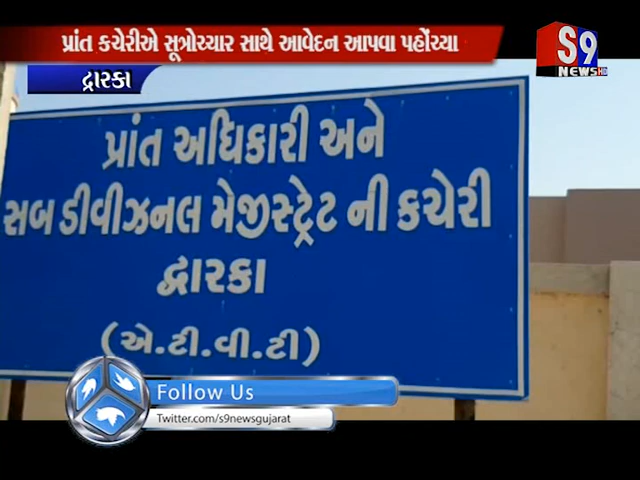 પ્રાંત કચેરીએ સૂત્રોચ્ચાર સાથે આવેદન આપવા પહોંચ્યા
S9
NEWS HD
દ્વારકા
પ્રાંત અધિકારી અને
સબ ડીવીઝનલ મેજીસ્ટ્રેટ ની કચેરી
દ્વારકા
(એ.ટી.વી.ટી)
Follow Us
Twitter.com/s9newsgujarat